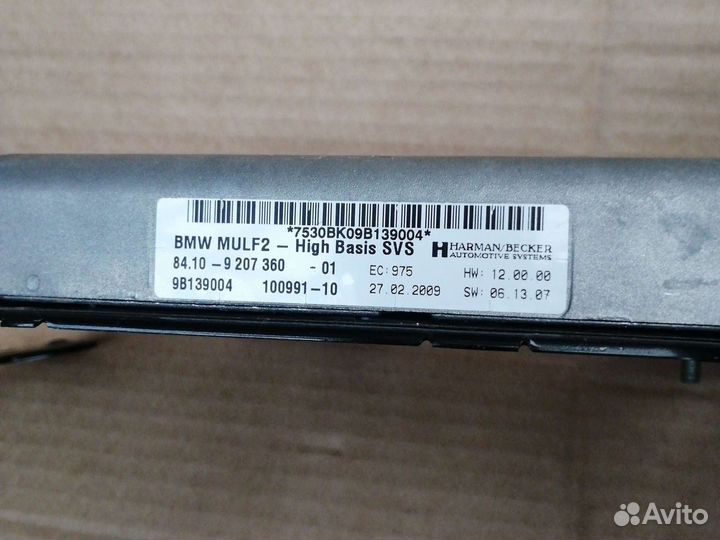 *7530BK09B139004*
BMW MULF2 – High Basis SVS
HARMAN/BECKER
AUTOMOTIVE SYSTEMS
84.10 - 9 207 360 - 01
EC: 975
HW: 12.00.00
9B139004 100991-10
27.02.2009
SW: 06.13.07
Avito